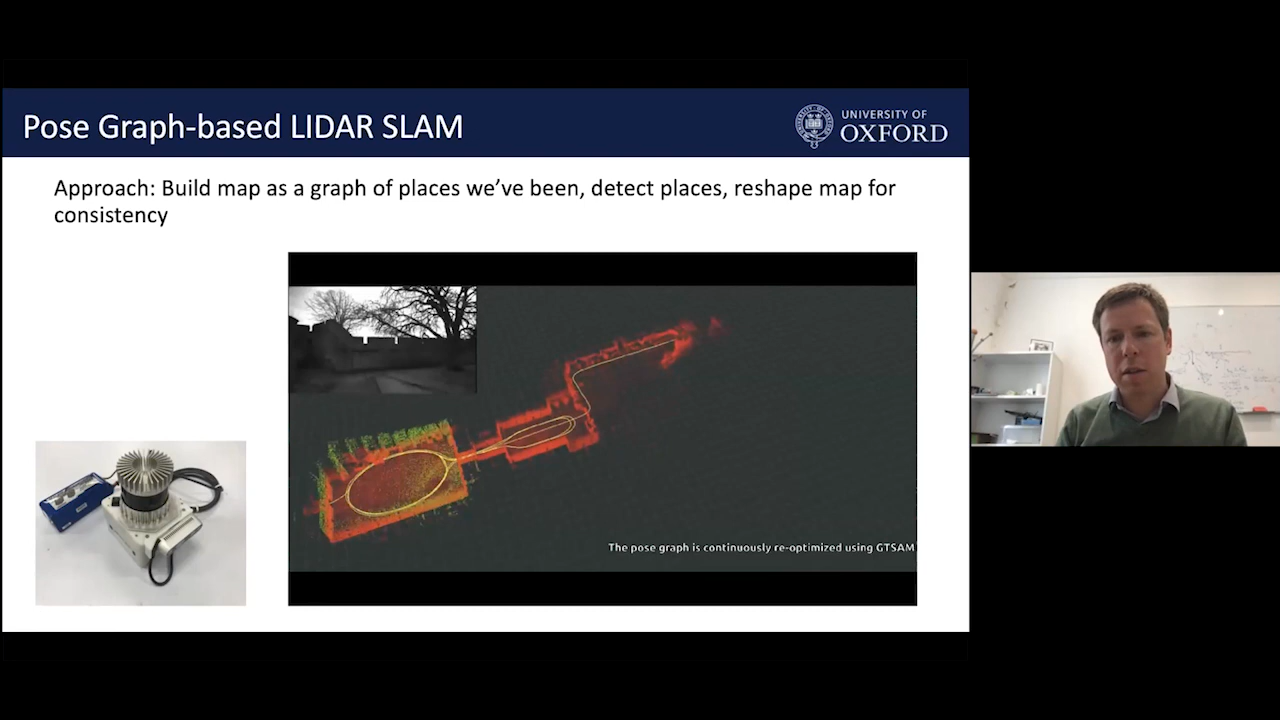 Pose Graph-based LIDAR SLAM
UNIVERSITY OF
OXFORD
Approach: Build map as a graph of places we've been, detect places, reshape map for
consistency
The pose graph is continuously re-optimized using GTSAM